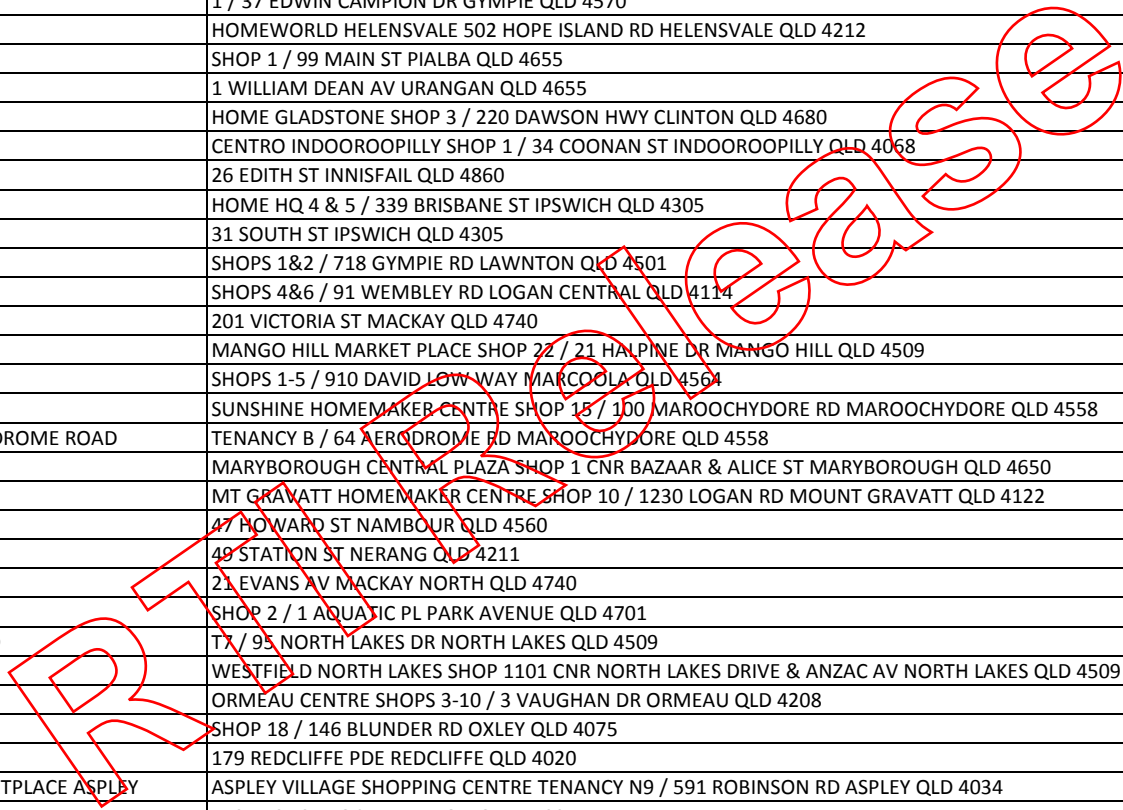 1 / 37 EDWIN CAMPION DR GYMPIE QLD 4570
HOMEWORLD HELENSVALE 502 HOPE ISLAND RD HELENSVALE QLD 4212
SHOP 1 / 99 MAIN ST PIALBA QLD 4655
1 WILLIAM DEAN AV URANGAN QLD 4655
HOME GLADSTONE SHOP 3 / 220 DAWSON HWY CLINTON QLD 4680
CENTRO INDOOROOPILLY SHOP 1 / 34 COONAN ST INDOOROOPILLY QLD 4068
26 EDITH ST INNISFAIL QLD 4860
HOME HQ 4 & 5 / 339 BRISBANE ST IPSWICH QLD 4305
31 SOUTH ST IPSWICH QLD 4305
SHOPS 1&2 / 718 GYMPIE RD LAWNTON QLD 4501
SHOPS 4&6 / 91 WEMBLEY RD LOGAN CENTRAL QLD 4114
201 VICTORIA ST MACKAY QLD 4740
MANGO HILL MARKET PLACE SHOP 22 / 21 HALPINE DR MANGO HILL QLD 4509
SHOPS 1-5 / 910 DAVID LOW WAY MARCOOLA QLD 4564
SUNSHINE HOMEMAKER CENTRE SHOP 15 / 100 MAROOCHYDORE RD MAROOCHYDORE QLD 4558
DROME ROAD TENANCY B / 64 AERODROME RD MAROOCHYDORE QLD 4558
MARYBOROUGH CENTRAL PLAZA SHOP 1 CNR BAZAAR & ALICE ST MARYBOROUGH QLD 4650
MT GRAVATT HOMEMAKER CENTRE SHOP 10 / 1230 LOGAN RD MOUNT GRAVATT QLD 4122
47 HOWARD ST NAMBOUR QLD 4560
49 STATION ST NERANG QLD 4211
21 EVANS AV MACKAY NORTH QLD 4740
SHOP 2 / 1 AQUATIC PL PARK AVENUE QLD 4701
T7 / 95 NORTH LAKES DR NORTH LAKES QLD 4509
WESTFIELD NORTH LAKES SHOP 1101 CNR NORTH LAKES DRIVE & ANZAC AV NORTH LAKES QLD 4509
ORMEAU CENTRE SHOPS 3-10 / 3 VAUGHAN DR ORMEAU QLD 4208
SHOP 18 / 146 BLUNDER RD OXLEY QLD 4075
179 REDCLIFFE PDE REDCLIFFE QLD 4020
TPLACE ASPLEY ASPLEY VILLAGE SHOPPING CENTRE TENANCY N9 / 591 ROBINSON RD ASPLEY QLD 4034
RTI Release